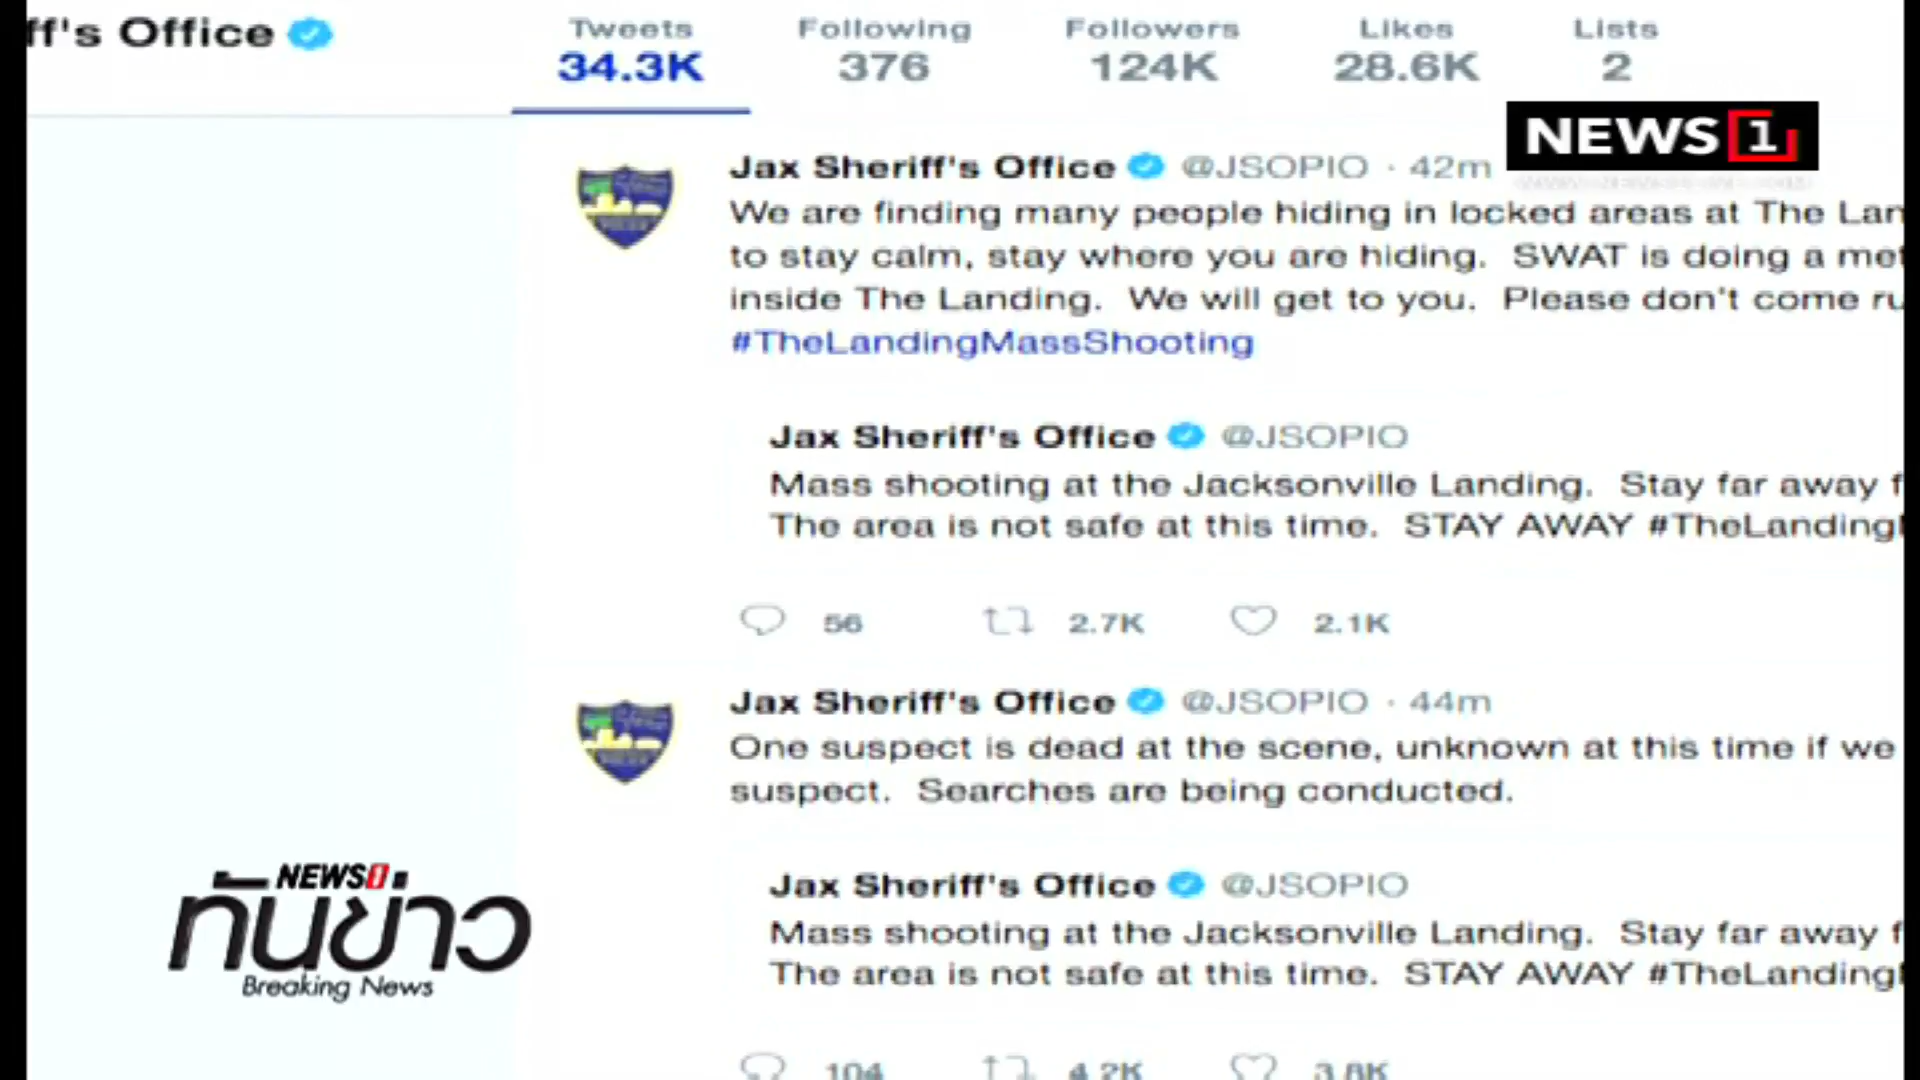 ff's Office
Tweets Following Followers Likes Lists
34.3K 376 124K 28.6K 2
NEWS 1
Jax Sheriff's Office @JSOPIO · 42m
We are finding many people hiding in locked areas at The Lan
to stay calm, stay where you are hiding. SWAT is doing a met
inside The Landing. We will get to you. Please don't come ru
#TheLandingMassShooting
Jax Sheriff's Office @JSOPIO
Mass shooting at the Jacksonville Landing. Stay far away f
The area is not safe at this time. STAY AWAY #TheLanding
56 2.7K 2.1K
Jax Sheriff's Office @JSOPIO · 44m
One suspect is dead at the scene, unknown at this time if we
suspect. Searches are being conducted.
Jax Sheriff's Office @JSOPIO
Mass shooting at the Jacksonville Landing. Stay far away f
The area is not safe at this time. STAY AWAY #TheLanding
104 4.2K 3.8K
NEWS1
ทันข่าว
Breaking News